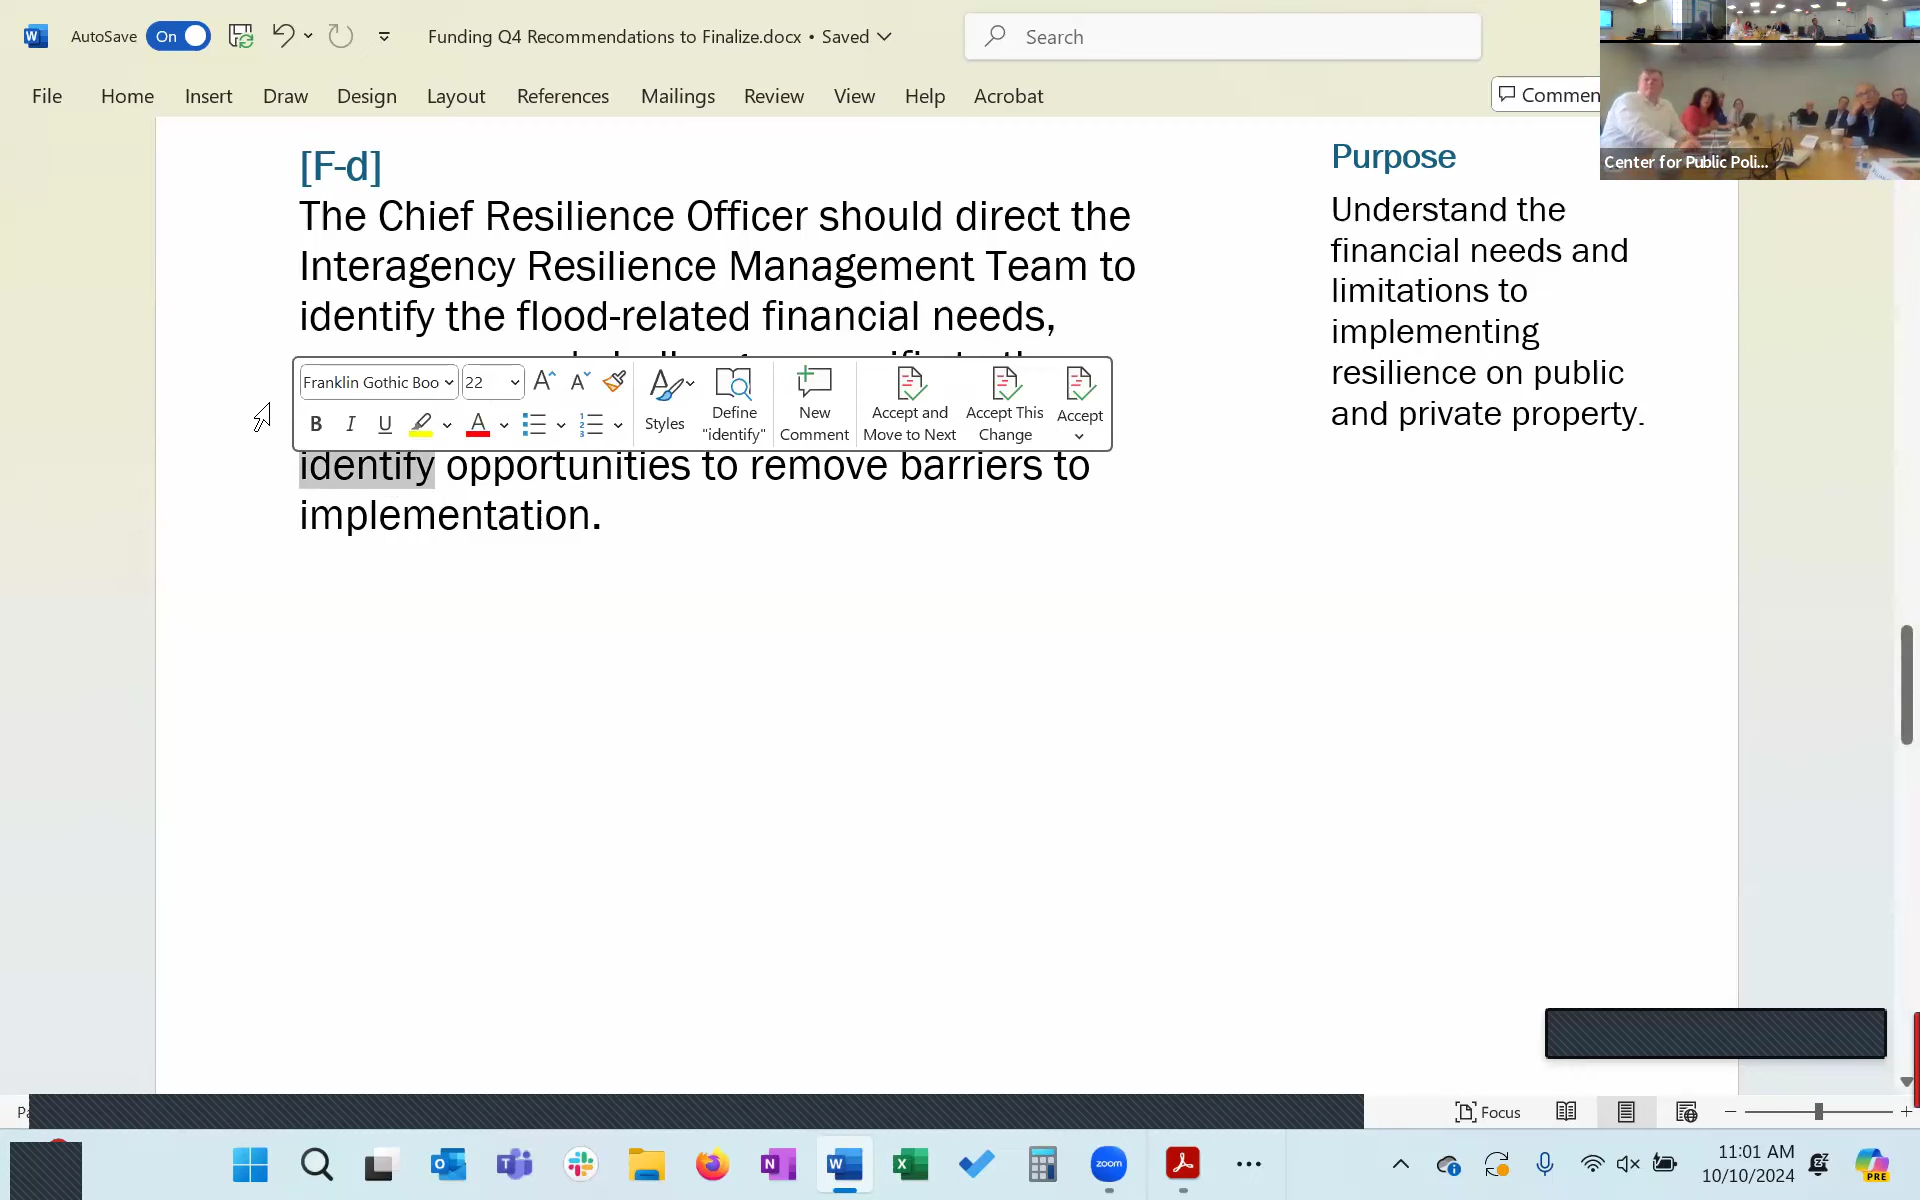 AutoSave On Funding Q4 Recommendations to Finalize.docx • Saved Search
File Home Insert Draw Design Layout References Mailings Review View Help Acrobat Commen
Center for Public Poli...
[F-d]
The Chief Resilience Officer should direct the
Interagency Resilience Management Team to
identify the flood-related financial needs,
Franklin Gothic Boo 22
Styles Define "identify" New Comment Accept and Move to Next Accept This Change Accept
identify opportunities to remove barriers to
implementation.
Purpose
Understand the
financial needs and
limitations to
implementing
resilience on public
and private property.
Focus
zoom
11:01 AM
10/10/2024
PRE